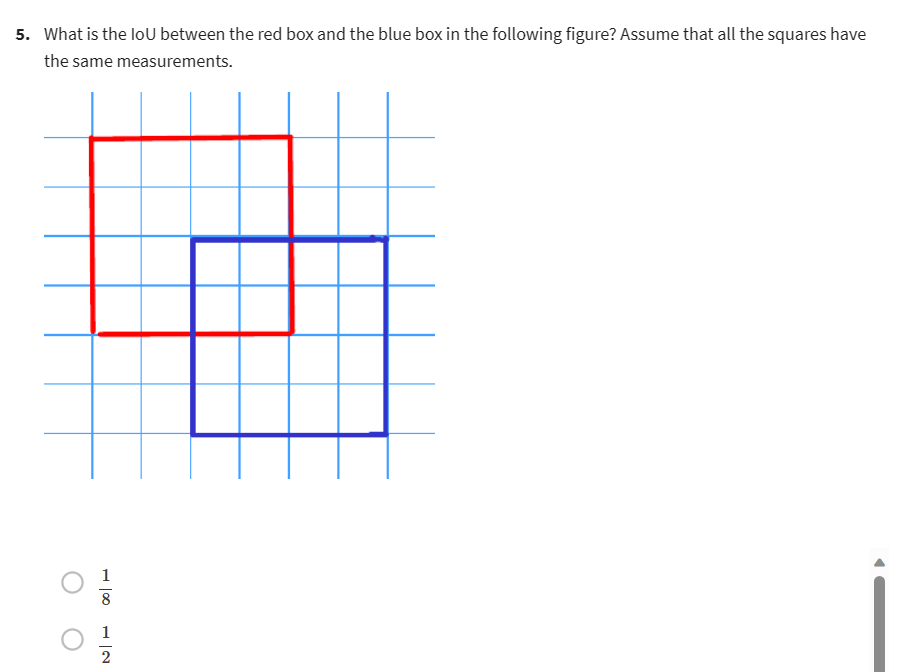 5. What is the IoU between the red box and the blue box in the following figure? Assume that all the squares have
the same measurements.
1
8
1
2